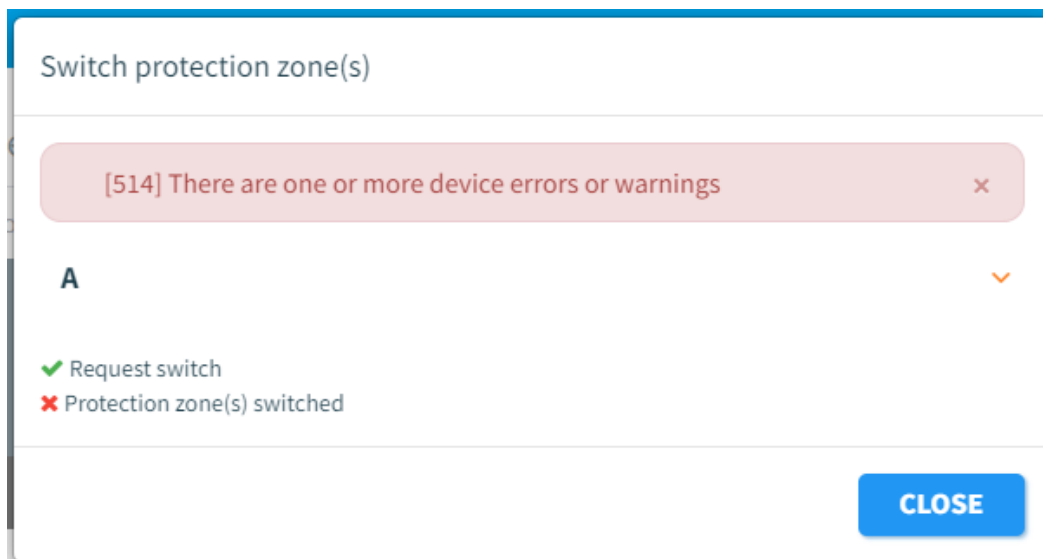 Switch protection zone(s)
[514] There are one or more device errors or warnings ×
A
✔ Request switch
✖ Protection zone(s) switched
CLOSE